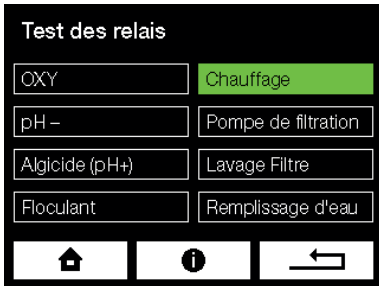 Test des relais
OXY
Chauffage
pH –
Pompe de filtration
Algicide (pH+)
Lavage Filtre
Floculant
Remplissage d'eau